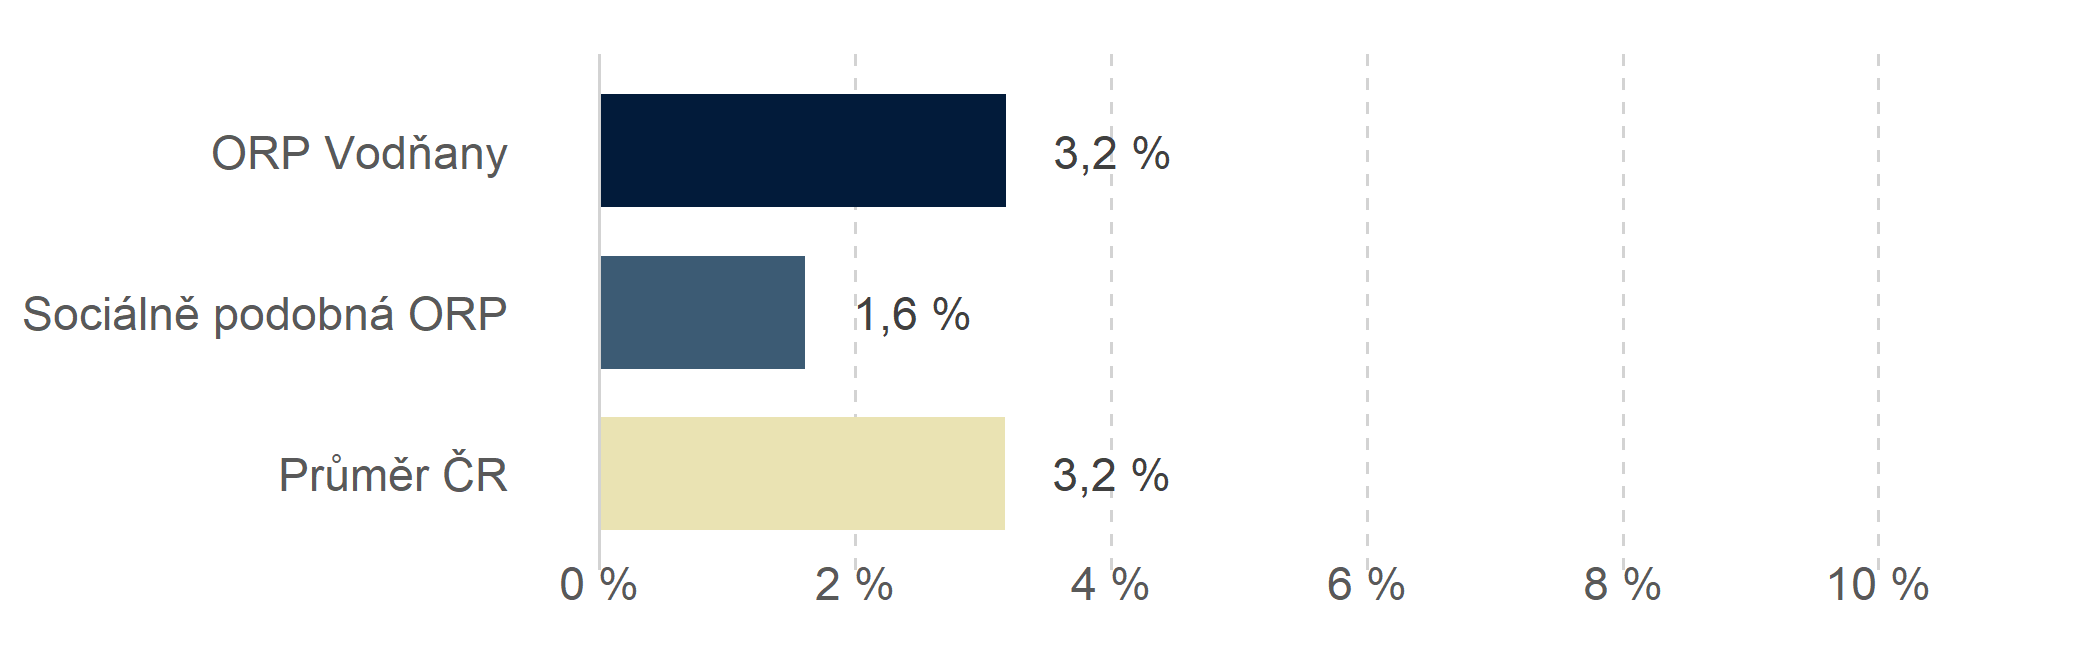 ORP Vodňany 3,2 %
Sociálně podobná ORP 1,6 %
Průměr ČR 3,2 %
0 % 2 % 4 % 6 % 8 % 10 %